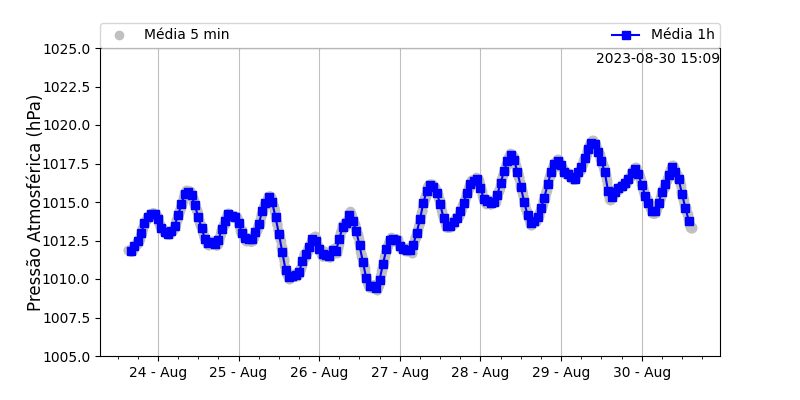 Média 5 min
Média 1h
2023-08-30 15:09
Pressão Atmosférica (hPa)
1025.0
1022.5
1020.0
1017.5
1015.0
1012.5
1010.0
1007.5
1005.0
24 - Aug
25 - Aug
26 - Aug
27 - Aug
28 - Aug
29 - Aug
30 - Aug